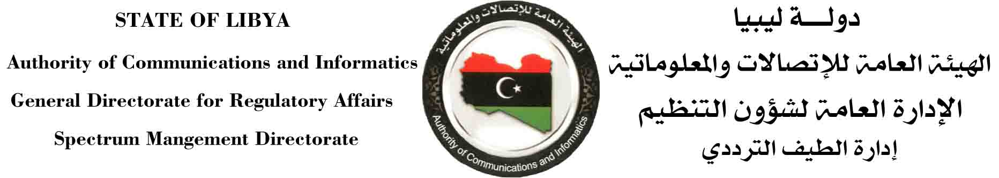 STATE OF LIBYA
Authority of Communications and Informatics
General Directorate for Regulatory Affairs
Spectrum Mangement Directorate
الهيئة العامة للإتصالات والمعلوماتية
Authority of Communications and Informatics
دولـــة ليبيا
الهيئة العامة للإتصالات والمعلوماتية
الإدارة العامة لشؤون التنظيم
إدارة الطيف الترددي